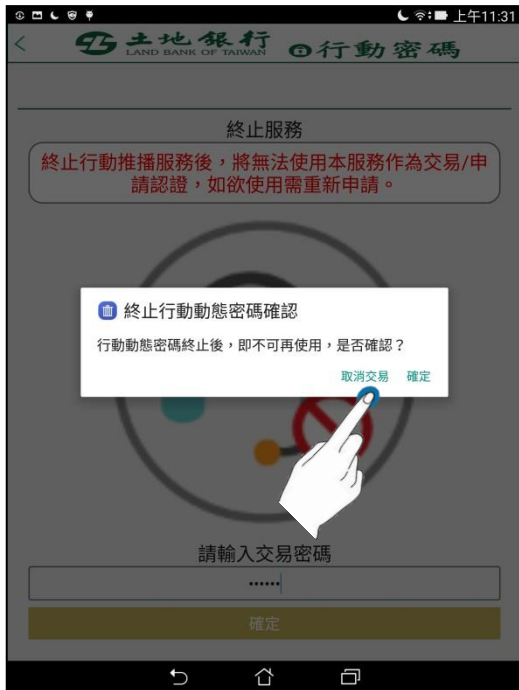 上午11:31
土地銀行 行動密碼
LAND BANK OF TAIWAN
終止服務
終止行動推播服務後，將無法使用本服務作為交易/申
請認證，如欲使用需重新申請。
終止行動動態密碼確認
行動動態密碼終止後，即不可再使用，是否確認？
取消交易 確定
請輸入交易密碼
••••••
確定